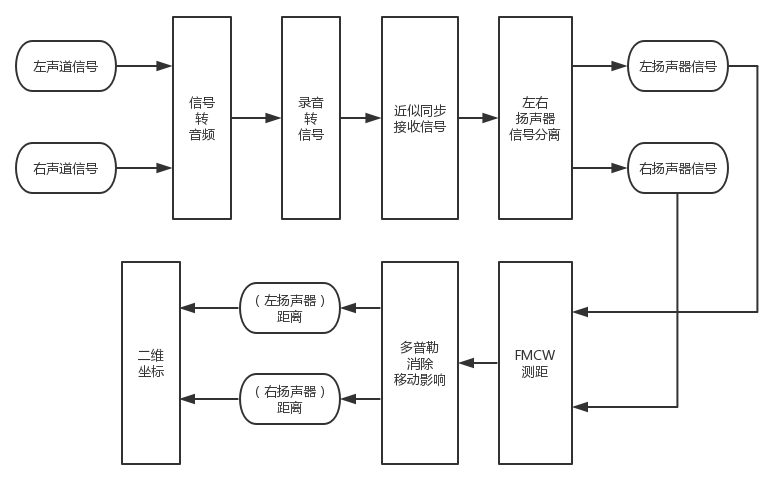 左声道信号
右声道信号
信号
转
音频
录音
转
信号
近似同步
接收信号
左右
扬声器
信号分离
左扬声器信号
右扬声器信号
FMCW
测距
多普勒
消除
移动影响
（左扬声器）
距离
（右扬声器）
距离
二维
坐标